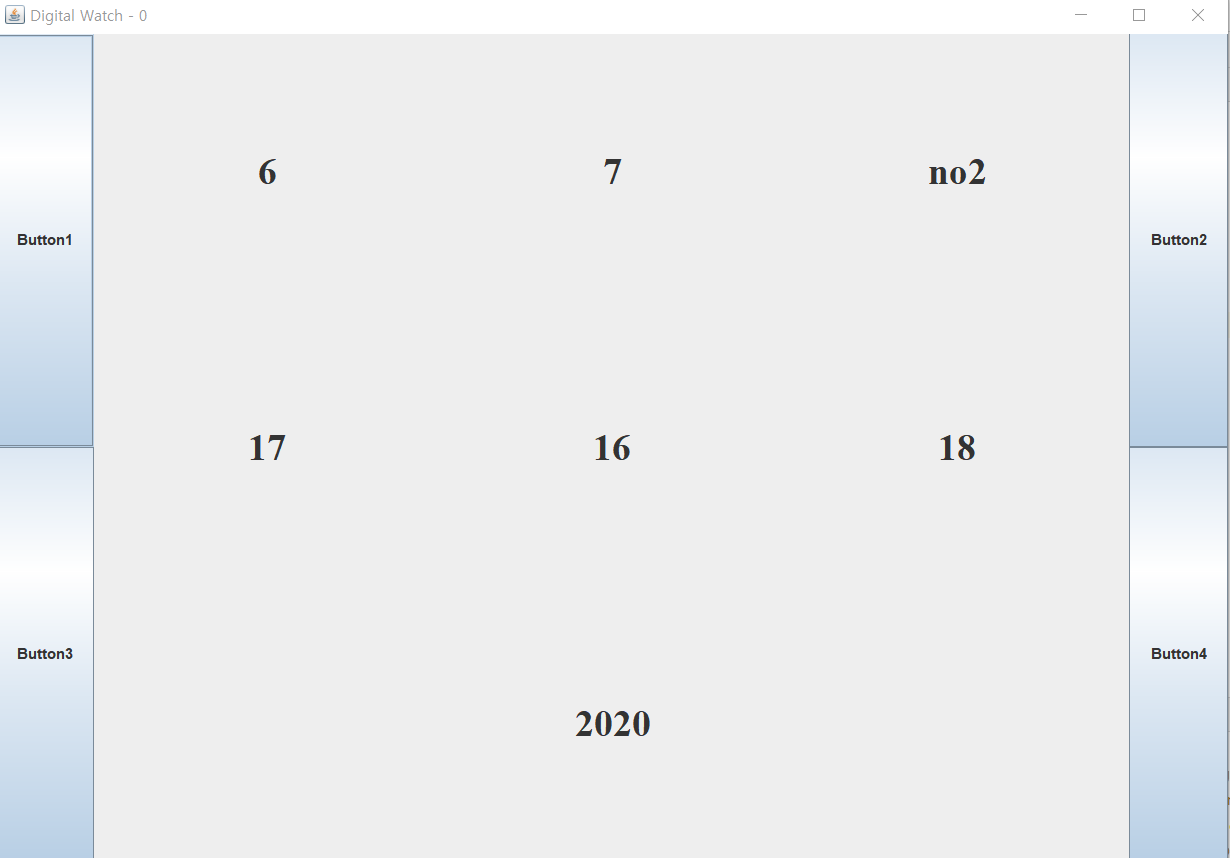 Digital Watch - 0
6 7 no2
Button1 Button2
17 16 18
Button3 Button4
2020